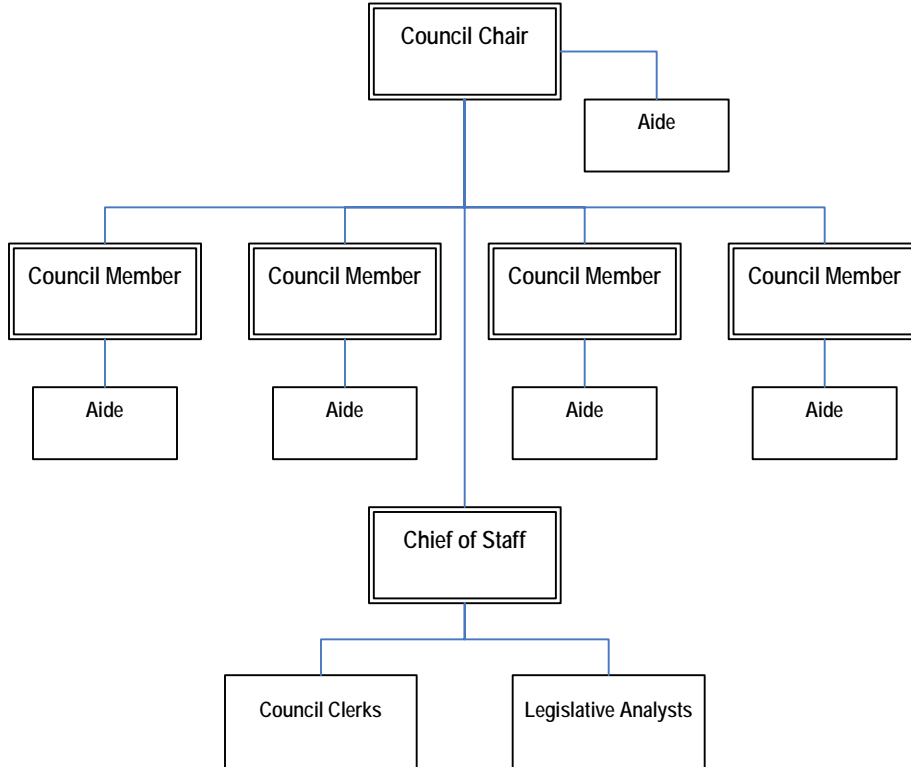 Council Chair
Aide
Council Member
Council Member
Council Member
Council Member
Aide
Aide
Aide
Aide
Chief of Staff
Council Clerks
Legislative Analysts